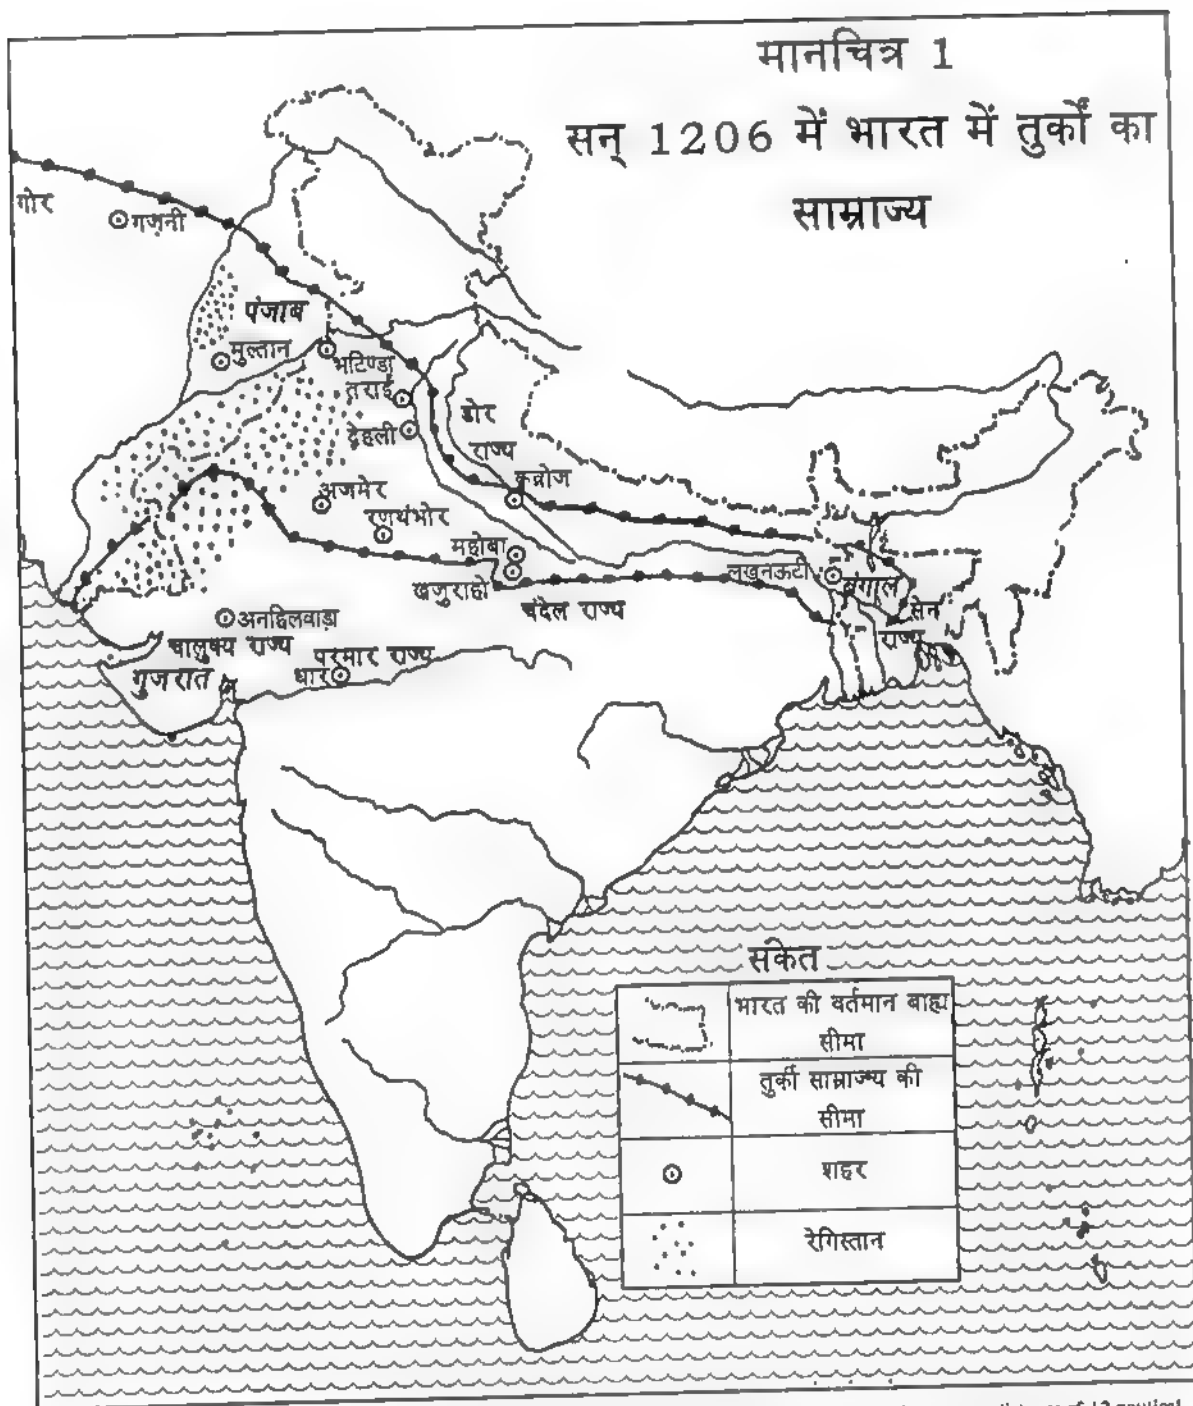 मानचित्र 1
सन् 1206 में भारत में तुर्कों का
साम्राज्य
गोर
गज़नी
पंजाब
मुल्तान
भटिण्डा
तराई
देहली
डोर
राज्य
कन्नोज
अजमेर
रणथंभोर
महोबा
खजुराहो
चंदेल राज्य
लखनऊटी
बंगाल
सेन
राज्य
अनहिलवाड़ा
चालुक्य राज्य
परमार राज्य
गुजरात
धार
संकेत
भारत की वर्तमान बाह्य
सीमा
तुर्की साम्राज्य की
सीमा
शहर
रेगिस्तान